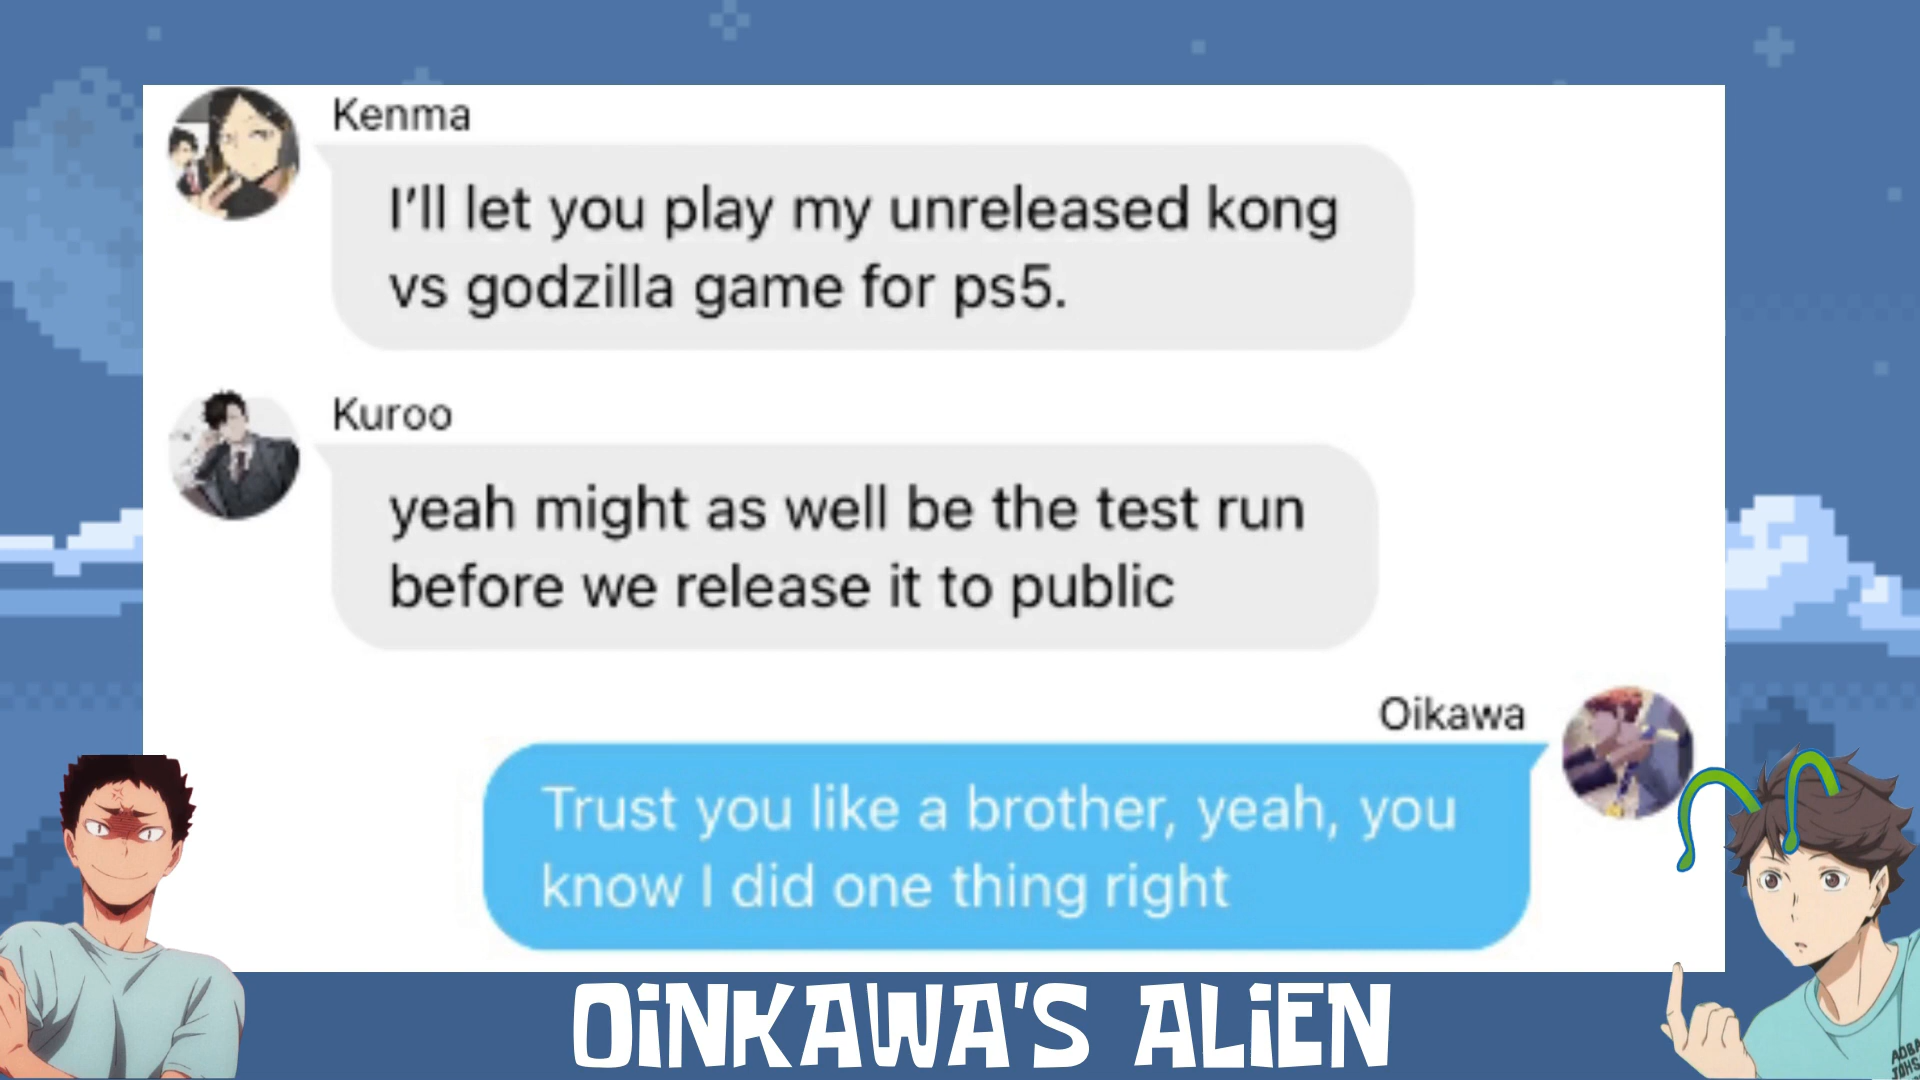 Kenma
I'll let you play my unreleased kong
vs godzilla game for ps5.
Kuroo
yeah might as well be the test run
before we release it to public
Oikawa
Trust you like a brother, yeah, you
know I did one thing right
OiNKAWA'S ALiEN
AOBA
JOHS